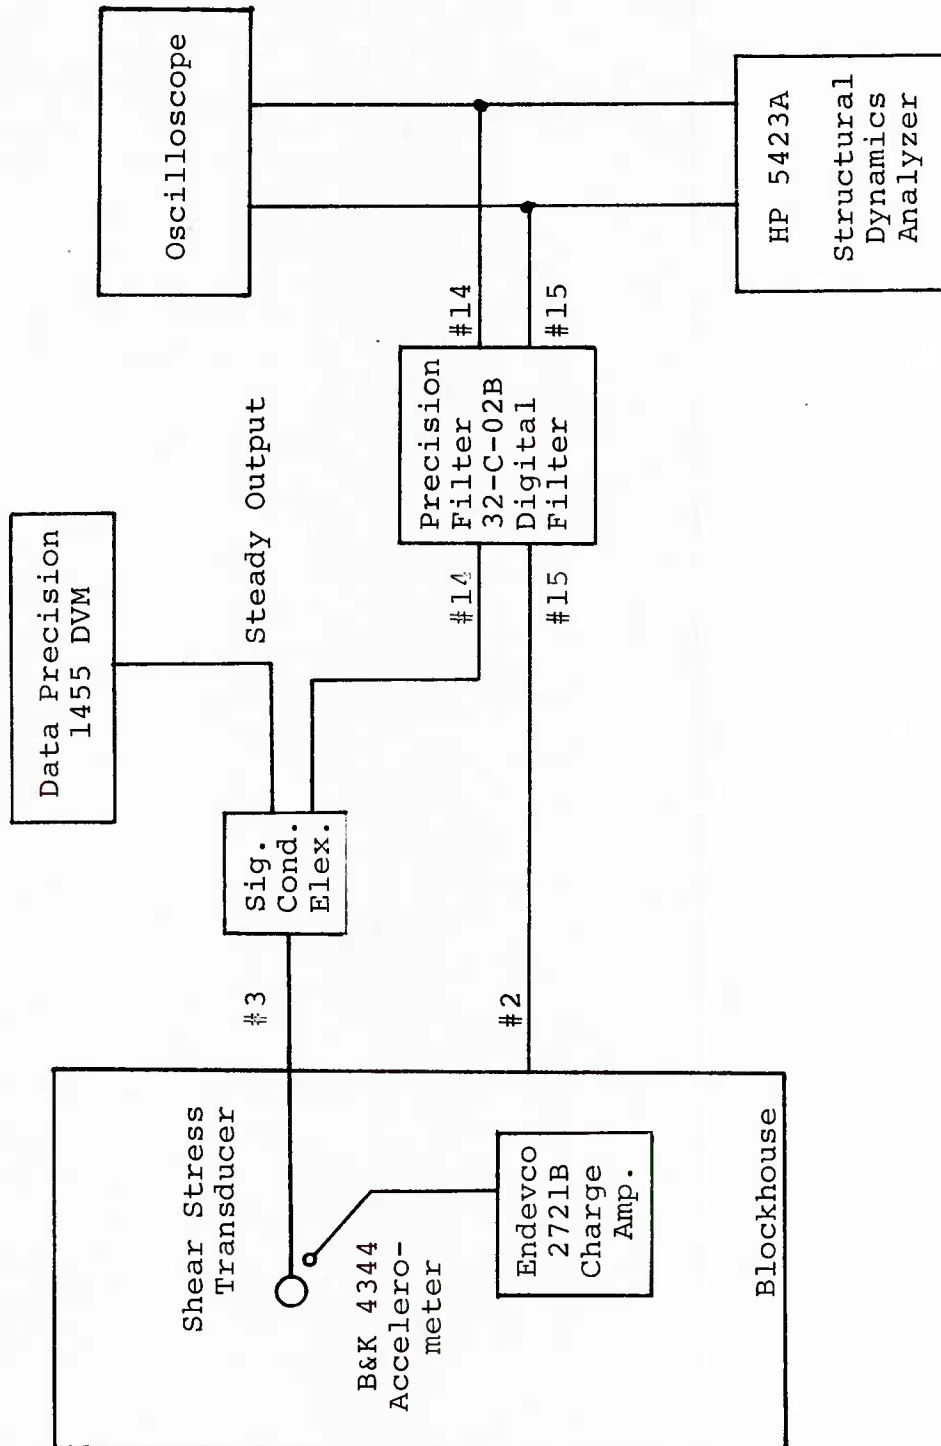 Shear Stress
Transducer
B&K 4344
Accelero-
meter
Endevco
2721B
Charge
Amp.
Blockhouse
#3
#2
Sig.
Cond.
Elex.
Data Precision
1455 DVM
Steady Output
#14
#15
Precision
Filter
32-C-02B
Digital
Filter
#14
#15
Oscilloscope
HP 5423A
Structural
Dynamics
Analyzer